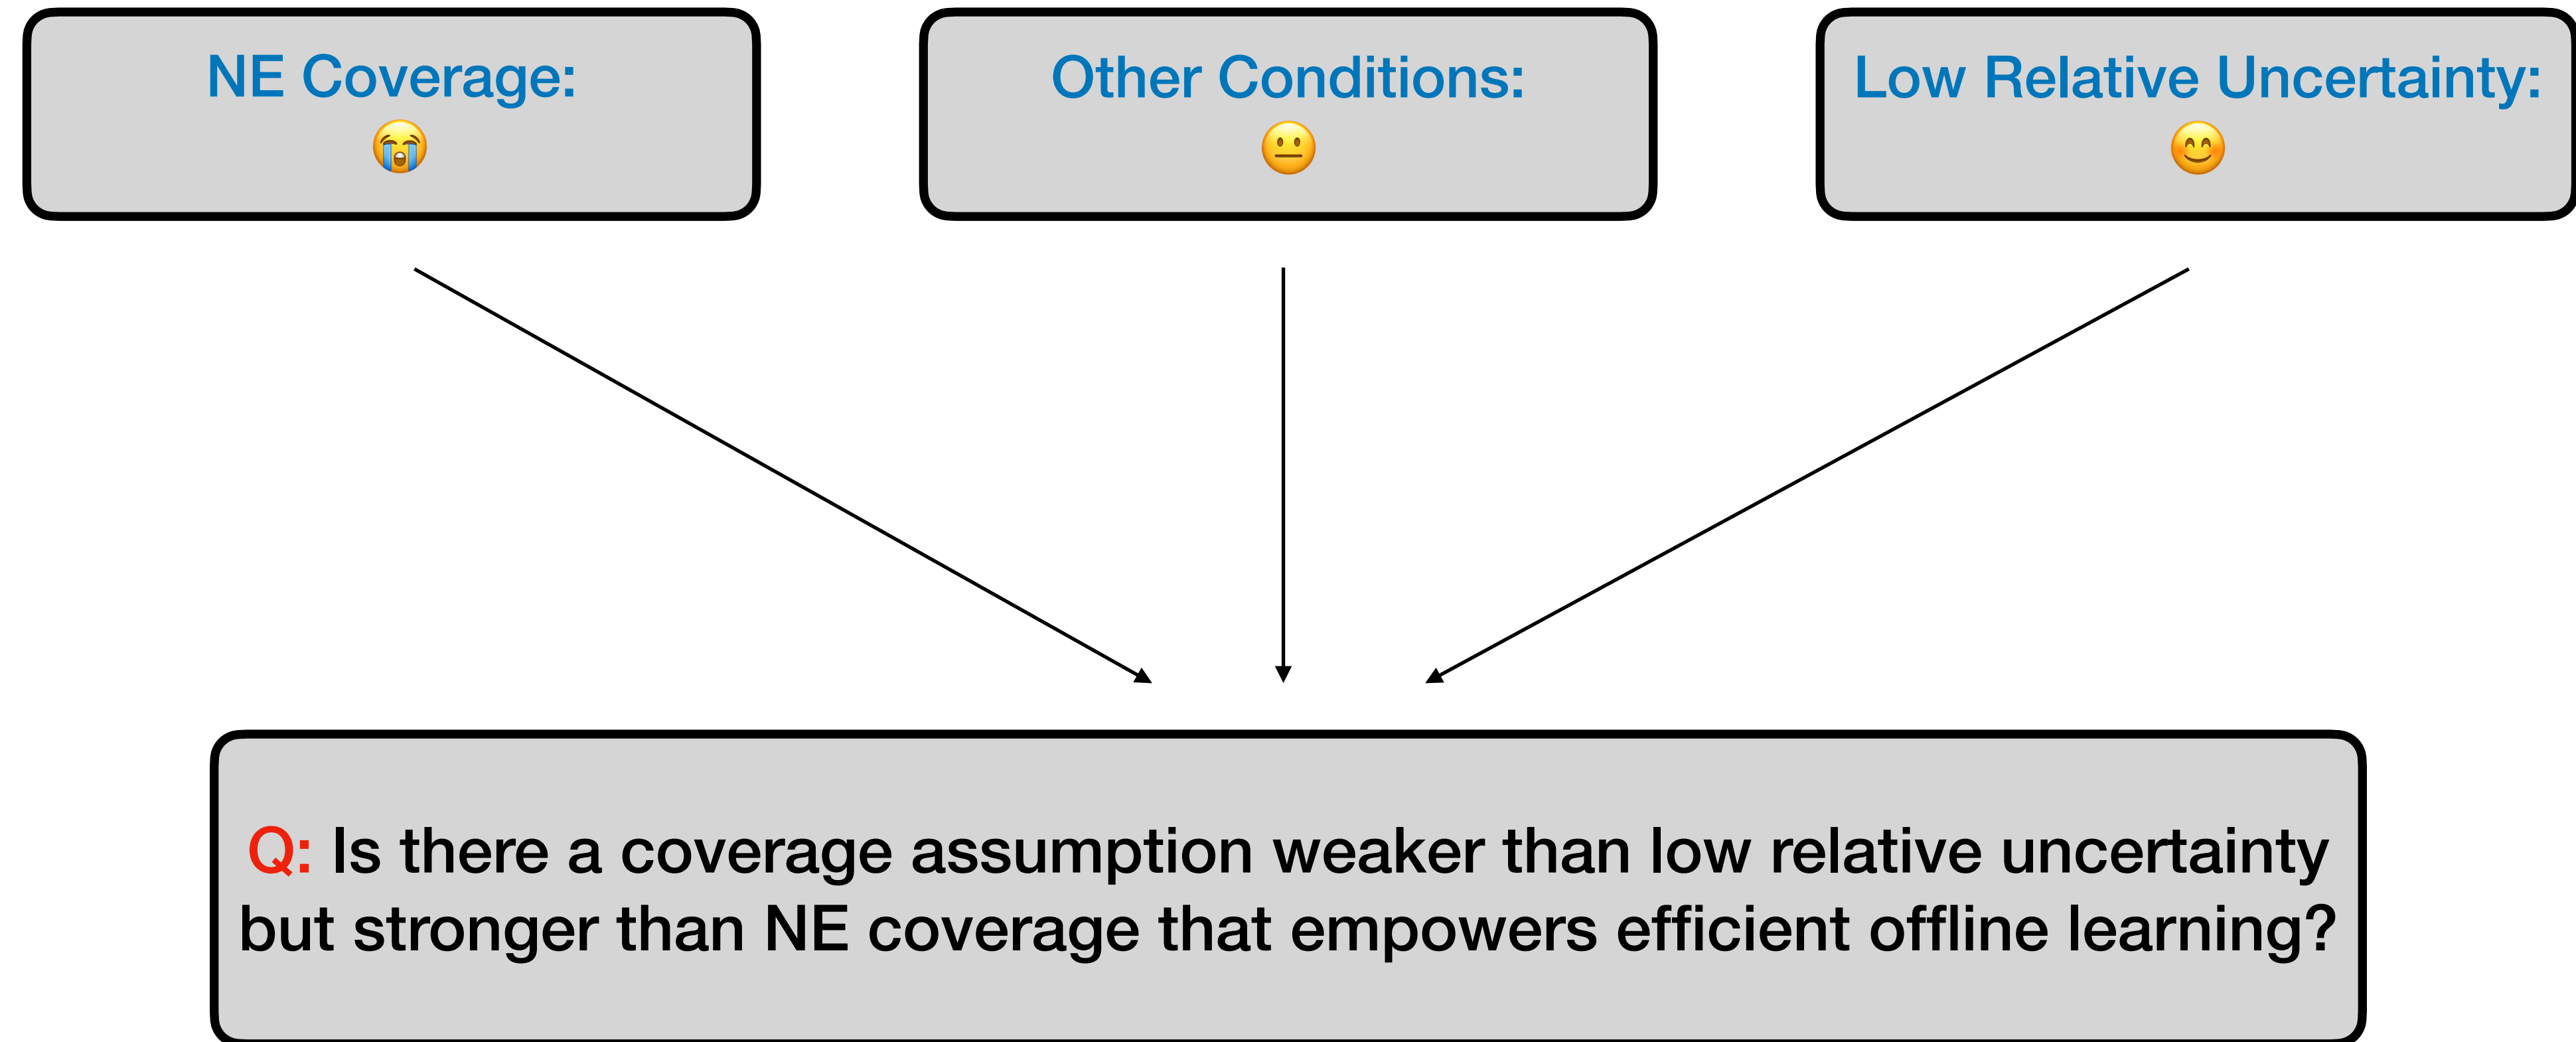 NE Coverage:
😭
Other Conditions:
😐
Low Relative Uncertainty:
😊
Q: Is there a coverage assumption weaker than low relative uncertainty
but stronger than NE coverage that empowers efficient offline learning?